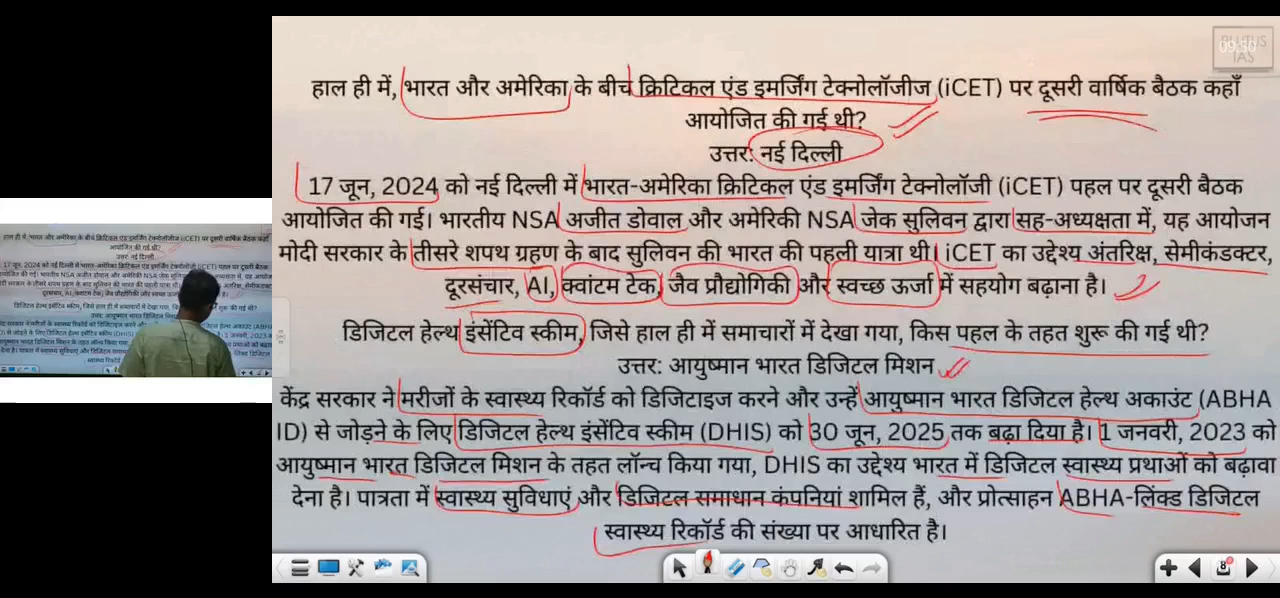 PLUTUS
IAS
09:50
हाल ही में, भारत और अमेरिका के बीच क्रिटिकल एंड इमर्जिंग टेक्नोलॉजीज (iCET) पर दूसरी वार्षिक बैठक कहाँ
आयोजित की गई थी?
उत्तर: नई दिल्ली
17 जून, 2024 को नई दिल्ली में भारत-अमेरिका क्रिटिकल एंड इमर्जिंग टेक्नोलॉजी (iCET) पहल पर दूसरी बैठक
आयोजित की गई। भारतीय NSA अजीत डोवाल और अमेरिकी NSA जेक सुलिवन द्वारा सह-अध्यक्षता में, यह आयोजन
मोदी सरकार के तीसरे शपथ ग्रहण के बाद सुलिवन की भारत की पहली यात्रा थी। iCET का उद्देश्य अंतरिक्ष, सेमीकंडक्टर,
दूरसंचार, AI, क्वांटम टेक, जैव प्रौद्योगिकी और स्वच्छ ऊर्जा में सहयोग बढ़ाना है।
डिजिटल हेल्थ इंसेंटिव स्कीम, जिसे हाल ही में समाचारों में देखा गया, किस पहल के तहत शुरू की गई थी?
उत्तर: आयुष्मान भारत डिजिटल मिशन
केंद्र सरकार ने मरीजों के स्वास्थ्य रिकॉर्ड को डिजिटाइज करने और उन्हें आयुष्मान भारत डिजिटल हेल्थ अकाउंट (ABHA
ID) से जोड़ने के लिए डिजिटल हेल्थ इंसेंटिव स्कीम (DHIS) को 30 जून, 2025 तक बढ़ा दिया है। 1 जनवरी, 2023 को
आयुष्मान भारत डिजिटल मिशन के तहत लॉन्च किया गया, DHIS का उद्देश्य भारत में डिजिटल स्वास्थ्य प्रथाओं को बढ़ावा
देना है। पात्रता में स्वास्थ्य सुविधाएं और डिजिटल समाधान कंपनियां शामिल हैं, और प्रोत्साहन ABHA-लिंक्ड डिजिटल
स्वास्थ्य रिकॉर्ड की संख्या पर आधारित है।
8